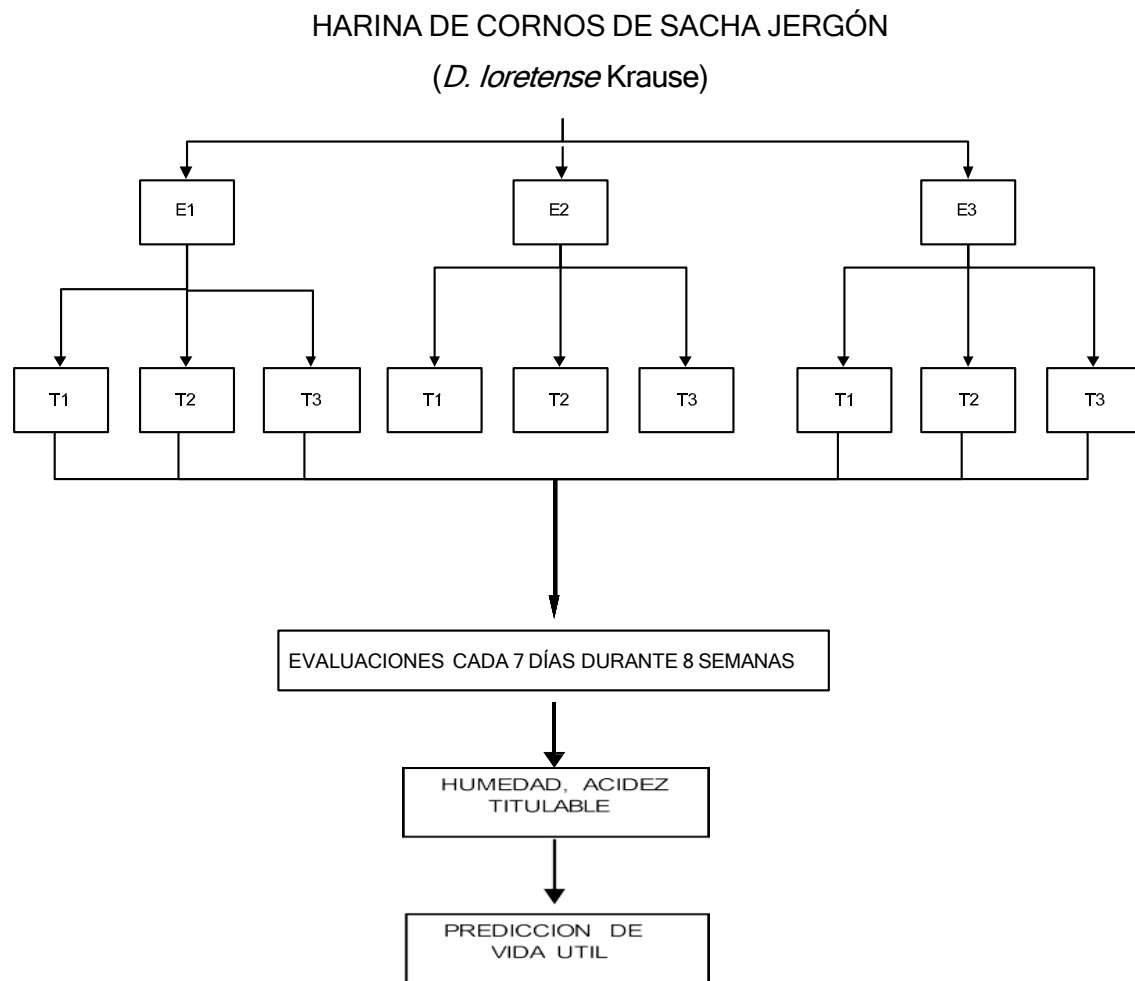 HARINA DE CORNOS DE SACHA JERGÓN
(D. loretense Krause)
E1
E2
E3
T1
T2
T3
T1
T2
T3
T1
T2
T3
EVALUACIONES CADA 7 DÍAS DURANTE 8 SEMANAS
HUMEDAD, ACIDEZ
TITULABLE
PREDICCION DE
VIDA UTIL